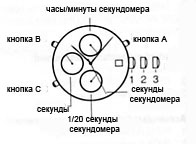 часы/минуты секундомера
кнопка B
кнопка A
1 2 3
кнопка C
секунды
секунды
секундомера
1/20 секунды
секундомера